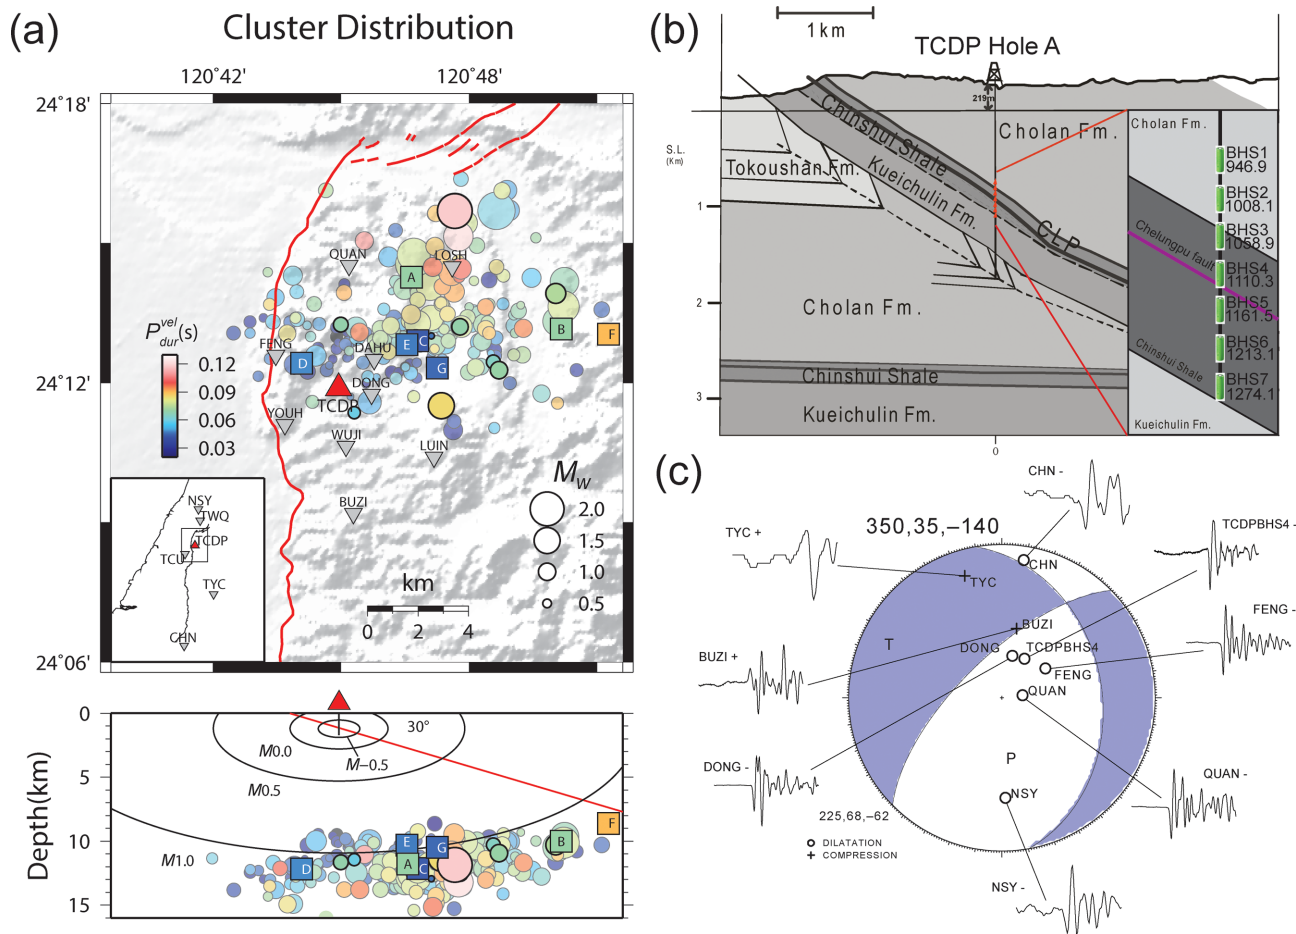 (a)
Cluster Distribution
120°42'
120°48'
24°18'
24°12'
24°06'
QUAN
LOSH
A
B
F
C
E
D
G
FENG
DAHU
DONG
TCDP
YOUH
WUJI
LUIN
BUZI
P vel dur (s)
0.12
0.09
0.06
0.03
NSY
TWQ
TCDP
TCU
TYC
CHN
km
0 2 4
Mw
2.0
1.5
1.0
0.5
Depth(km)
0
5
10
15
30°
M0.0
M−0.5
M0.5
M1.0
E
G
F
B
D
A
C
(b)
1 km
TCDP Hole A
219m
S.L.
(Km)
1
2
3
0
Chinshui Shale
Cholan Fm.
Tokoushan Fm.
Kueichulin Fm.
Kueichulin Fm.
CLP
Cholan Fm.
Chinshui Shale
Kueichulin Fm.
Cholan Fm.
Chelungpu fault
Chinshui Shale
Kueichulin Fm.
BHS1
946.9
BHS2
1008.1
BHS3
1058.9
BHS4
1110.3
BHS5
1161.5
BHS6
1213.1
BHS7
1274.1
(c)
350,35,−140
CHN -
TYC +
TCDPBHS4 -
FENG -
BUZI +
DONG -
QUAN -
NSY -
CHN
TYC
BUZI
DONG
TCDPBHS4
FENG
QUAN
T
P
NSY
225,68,−62
DILATATION
COMPRESSION